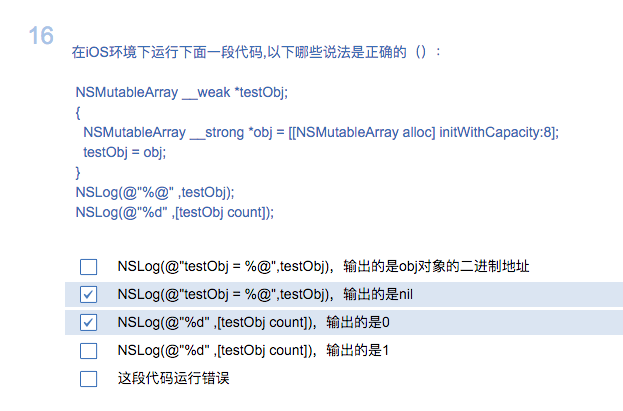 16
在iOS环境下运行下面一段代码,以下哪些说法是正确的（）：
NSMutableArray __weak *testObj;
{
NSMutableArray __strong *obj = [[NSMutableArray alloc] initWithCapacity:8];
testObj = obj;
}
NSLog(@"%@" ,testObj);
NSLog(@"%d" ,[testObj count]);
NSLog(@"testObj = %@",testObj)，输出的是obj对象的二进制地址
NSLog(@"testObj = %@",testObj)，输出的是nil
NSLog(@"%d" ,[testObj count])，输出的是0
NSLog(@"%d" ,[testObj count])，输出的是1
这段代码运行错误